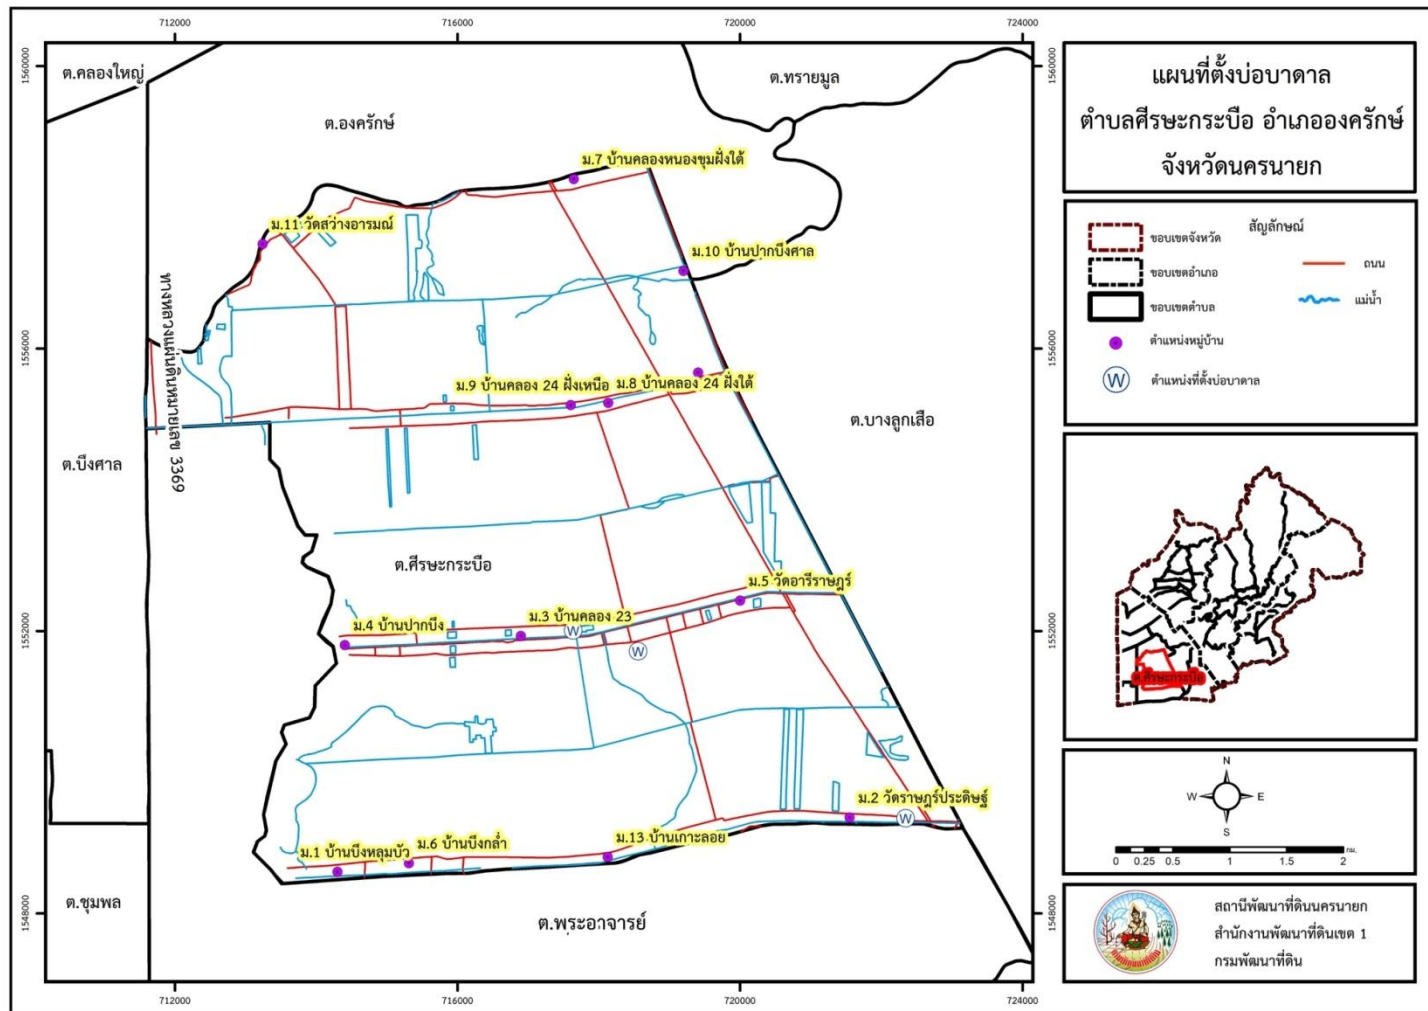 712000
716000
720000
724000
1560000
1560000
ต.คลองใหญ่
ต.ทรายมูล
ต.องครักษ์
ม.7 บ้านคลองหนองขุมฝั่งใต้
ม.11 วัดสว่างอารมณ์
ม.10 บ้านปากบึงศาล
ทางหลวงแผ่นดินหมายเลข 3369
1556000
1556000
ม.9 บ้านคลอง 24 ฝั่งเหนือ
ม.8 บ้านคลอง 24 ฝั่งใต้
ต.บางลูกเสือ
ต.บึงศาล
ต.ศีรษะกระบือ
ม.5 วัดอารีราษฎร์
ม.3 บ้านคลอง 23
ม.4 บ้านปากบึง
W
W
1552000
1552000
ม.2 วัดราษฎร์ประดิษฐ์
W
ม.13 บ้านเกาะลอย
ม.6 บ้านบึงกล่ำ
ม.1 บ้านบึงหลุมบัว
ต.ชุมพล
ต.พระอาจารย์
1548000
1548000
712000
716000
720000
724000
แผนที่ตั้งบ่อบาดาล
ตำบลศีรษะกระบือ อำเภอองครักษ์
จังหวัดนครนายก
สัญลักษณ์
ขอบเขตจังหวัด
ขอบเขตอำเภอ
ขอบเขตตำบล
ตำแหน่งหมู่บ้าน
W ตำแหน่งที่ตั้งบ่อบาดาล
ถนน
แม่น้ำ
ต.ศีรษะกระบือ
N
W E
S
0 0.25 0.5 1 1.5 2 กม.
สถานีพัฒนาที่ดินนครนายก
สำนักงานพัฒนาที่ดินเขต 1
กรมพัฒนาที่ดิน